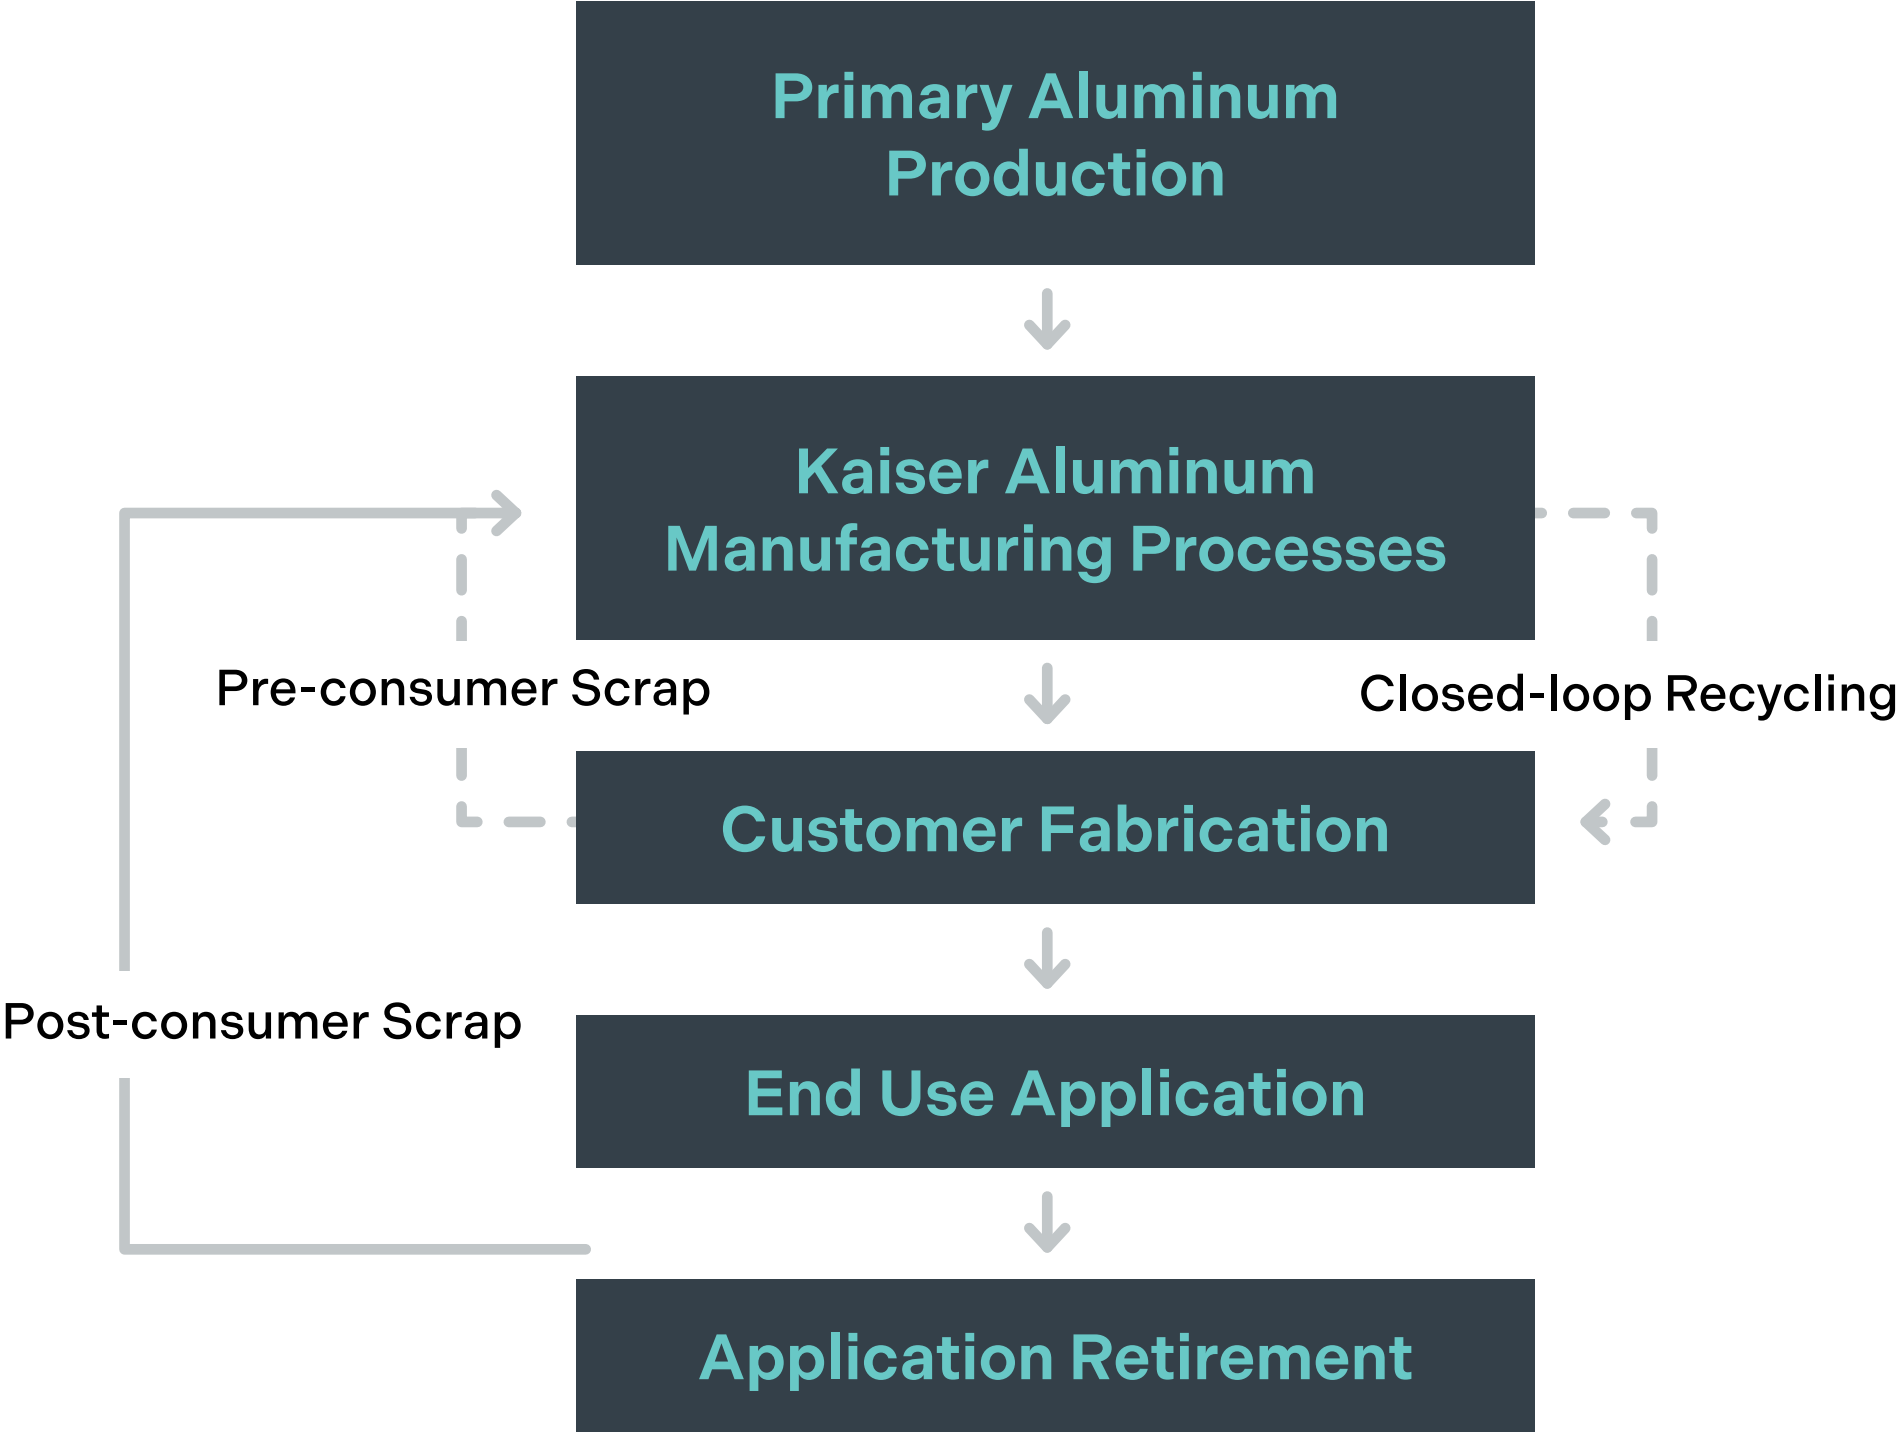 Primary Aluminum
Production
Kaiser Aluminum
Manufacturing Processes
Pre-consumer Scrap
Closed-loop Recycling
Customer Fabrication
Post-consumer Scrap
End Use Application
Application Retirement